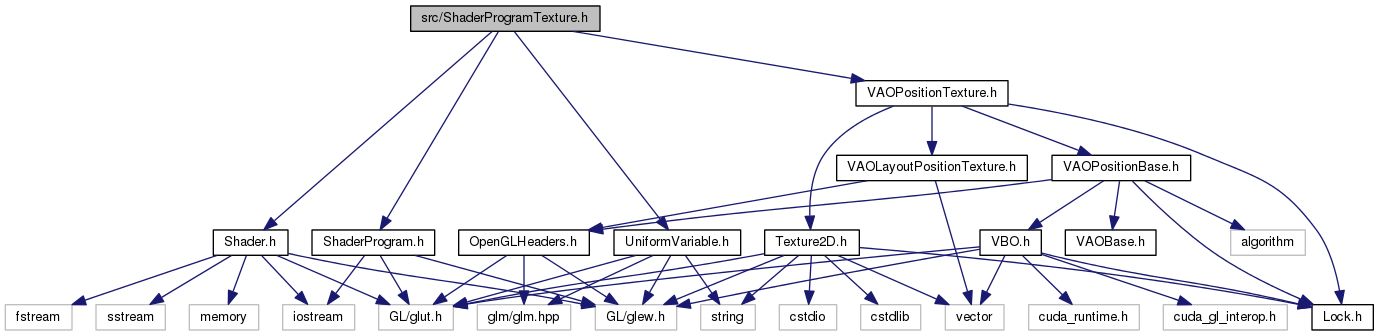 src/ShaderProgramTexture.h
VAOPositionTexture.h
VAOLayoutPositionTexture.h
VAOPositionBase.h
Shader.h
ShaderProgram.h
OpenGLHeaders.h
UniformVariable.h
Texture2D.h
VBO.h
VAOBase.h
algorithm
fstream
sstream
memory
iostream
GL/glut.h
glm/glm.hpp
GL/glew.h
string
cstdio
cstdlib
vector
cuda_runtime.h
cuda_gl_interop.h
Lock.h